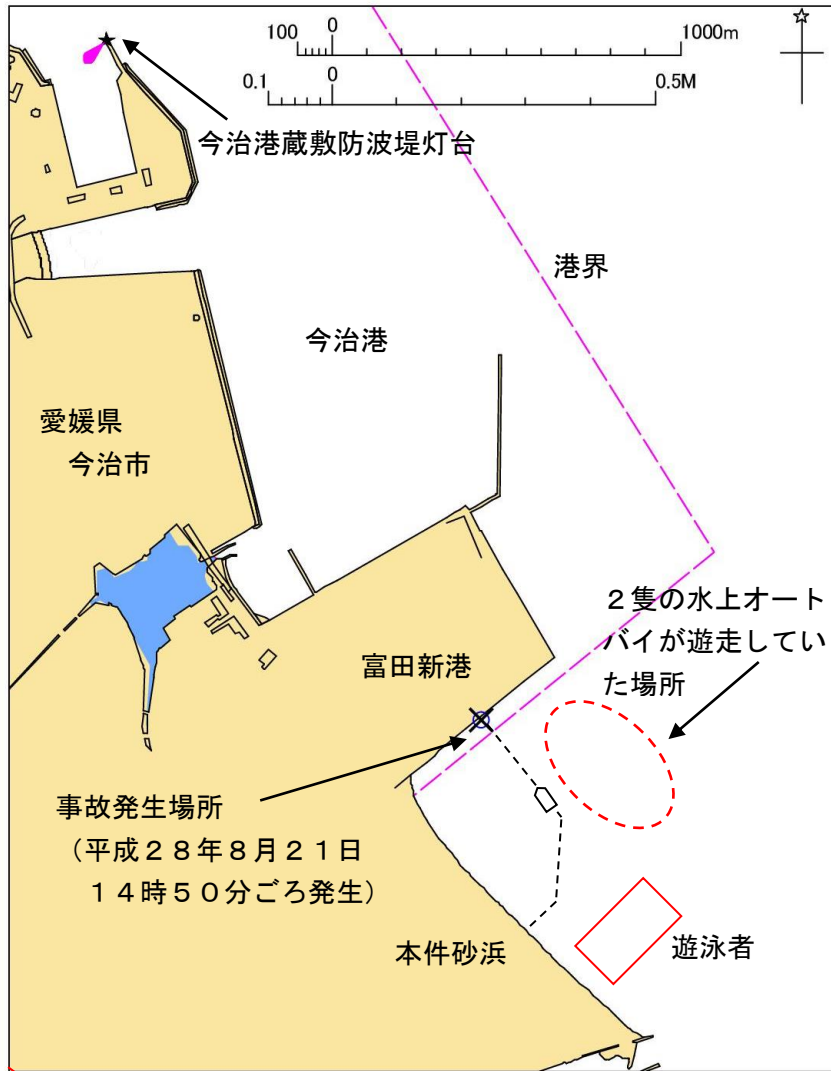 100 0 1000m
0.1 0 0.5M
今治港蔵敷防波堤灯台
港界
今治港
愛媛県
今治市
２隻の水上オート
バイが遊走してい
た場所
富田新港
事故発生場所
（平成２８年８月２１日
１４時５０分ごろ発生）
本件砂浜
遊泳者